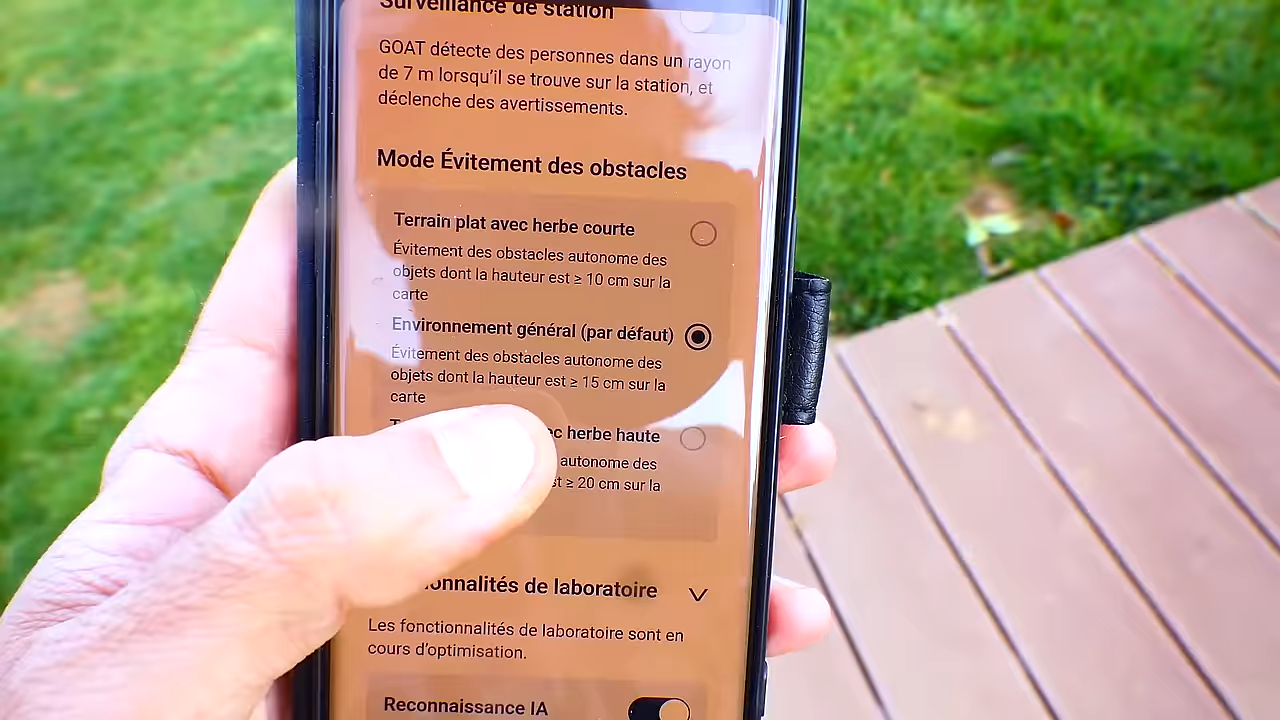 Surveillance de station
GOAT détecte des personnes dans un rayon
de 7 m lorsqu'il se trouve sur la station, et
déclenche des avertissements.
Mode Évitement des obstacles
Terrain plat avec herbe courte
Évitement des obstacles autonome des
objets dont la hauteur est ≥ 10 cm sur la
carte
Environnement général (par défaut)
Évitement des obstacles autonome des
objets dont la hauteur est ≥ 15 cm sur la
carte
herbe haute
autonome des
≥ 20 cm sur la
de laboratoire
Les fonctionnalités de laboratoire sont en
cours d'optimisation.
Reconnaissance IA